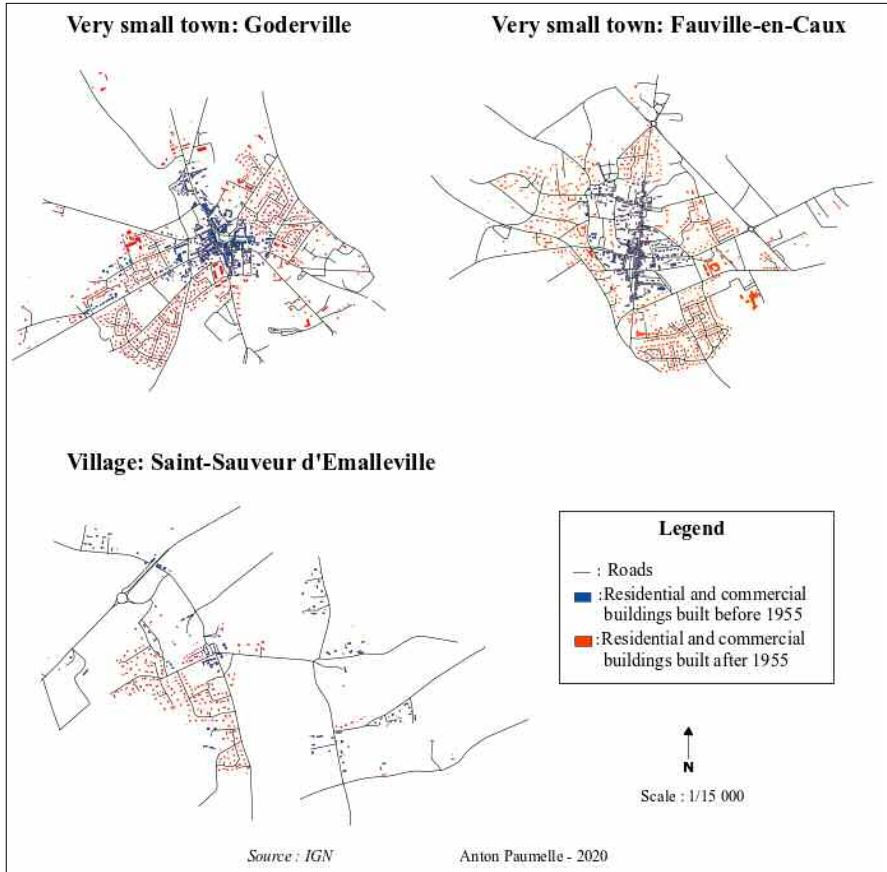 Very small town: Goderville
Very small town: Fauville-en-Caux
Village: Saint-Sauveur d'Emalleville
Legend
: Roads
:Residential and commercial
buildings built before 1955
:Residential and commercial
buildings built after 1955
N
Scale : 1/15 000
Source : IGN
Anton Paumelle - 2020